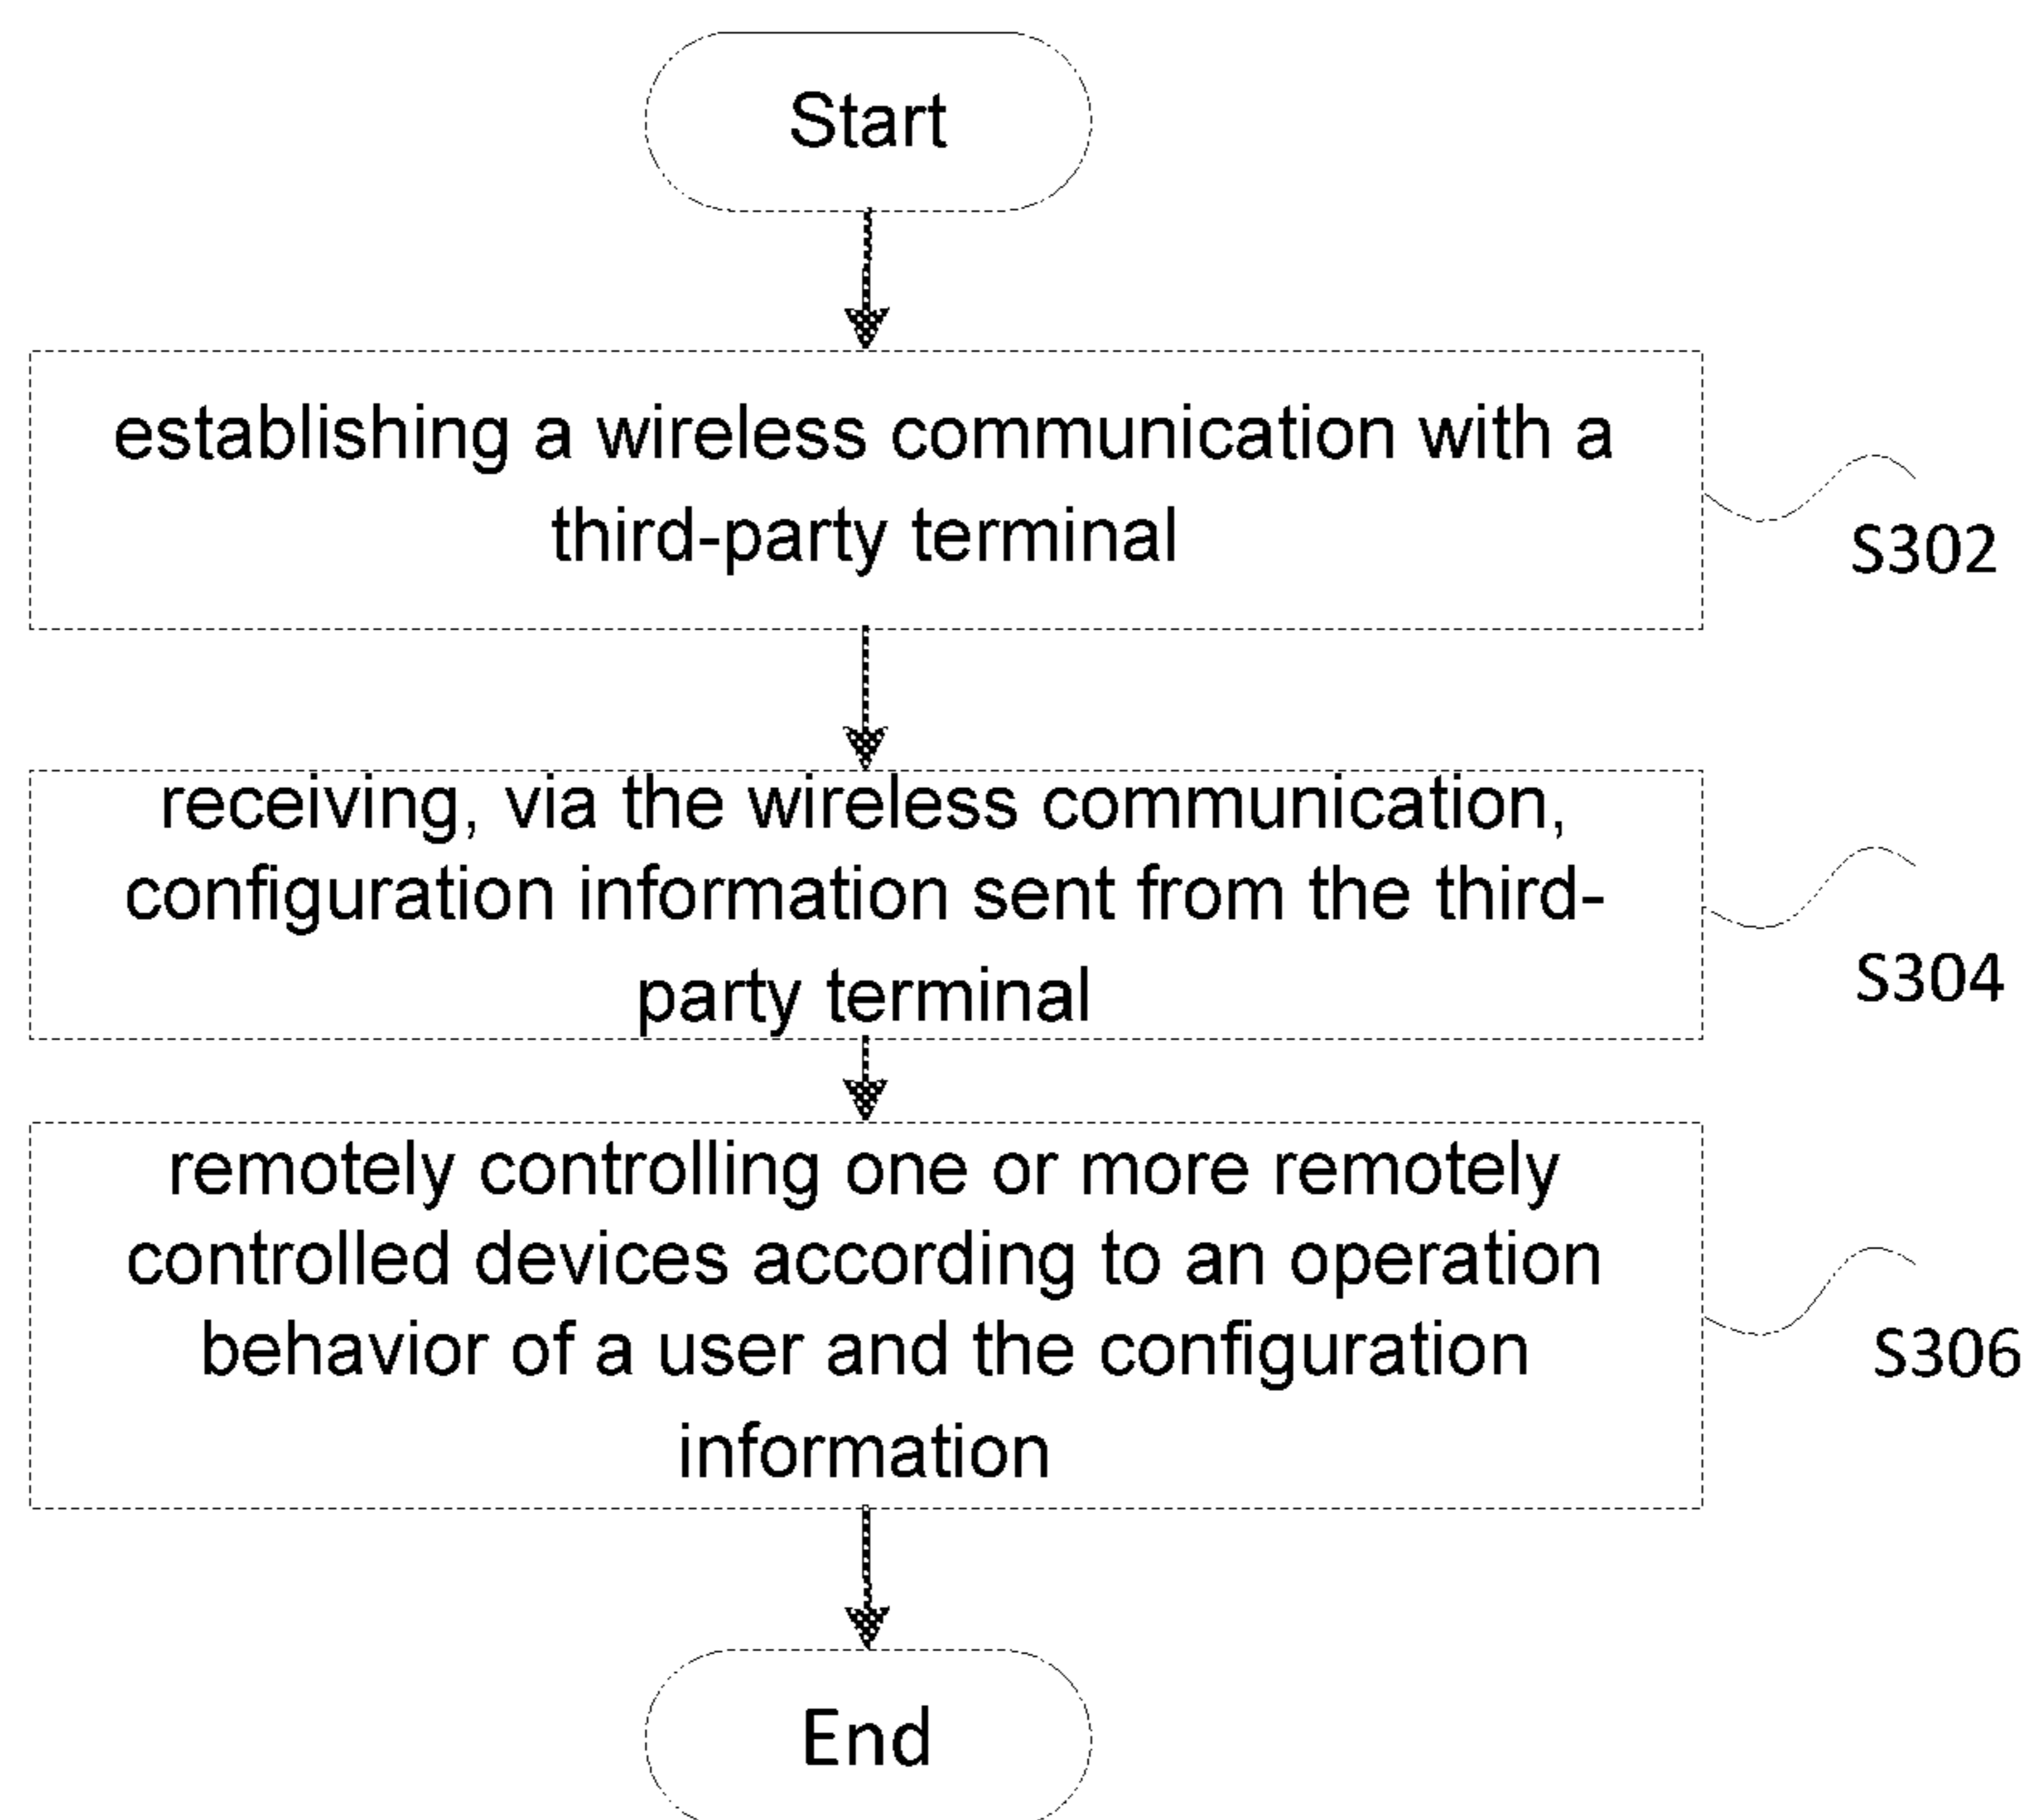 Start
establishing a wireless communication with a
third-party terminal
S302
receiving, via the wireless communication,
configuration information sent from the third-
party terminal
S304
remotely controlling one or more remotely
controlled devices according to an operation
behavior of a user and the configuration
information
S306
End